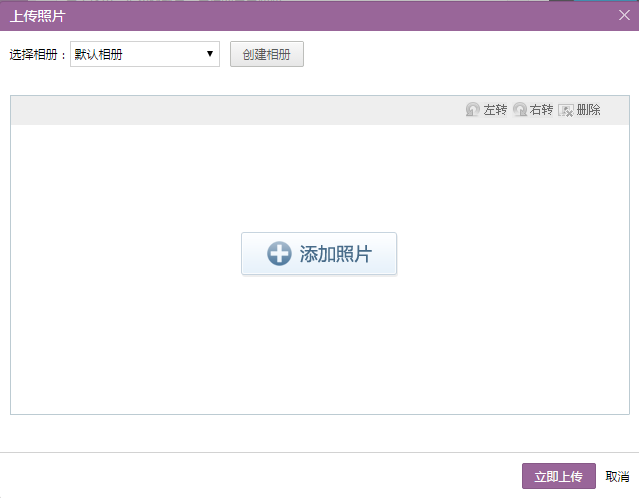 上传照片
选择相册：默认相册 创建相册
左转 右转 删除
添加照片
立即上传 取消